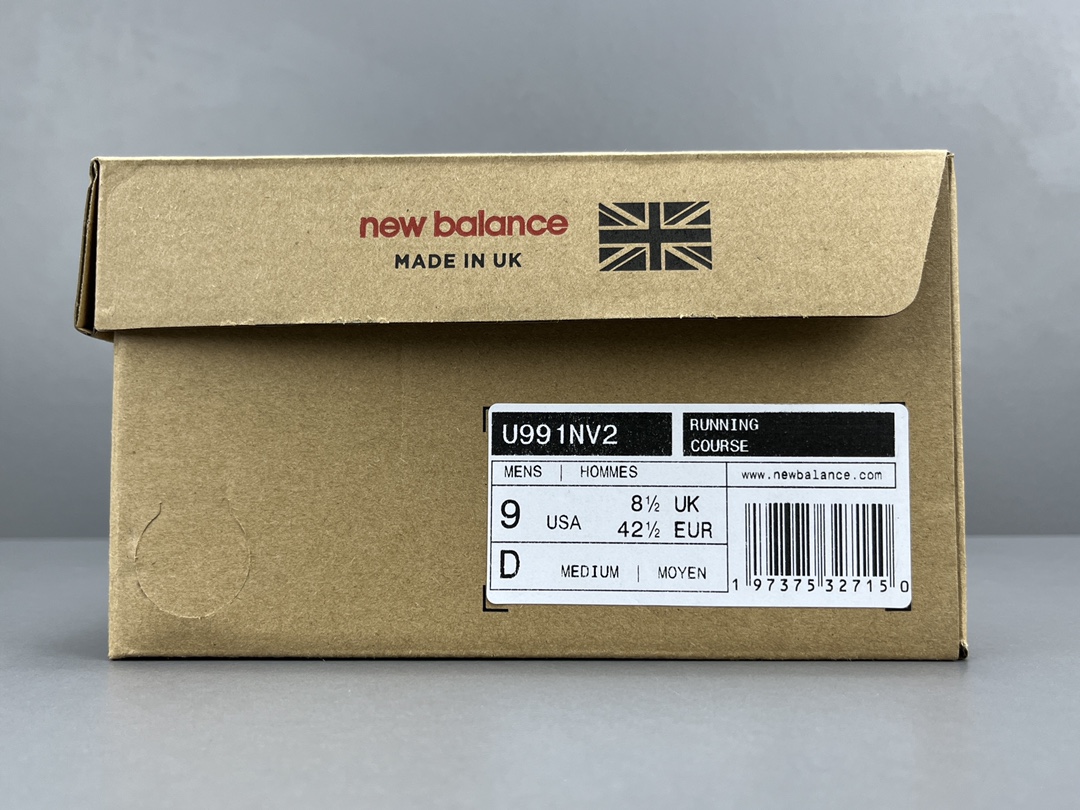 new balance
MADE IN UK
U991NV2
RUNNING
COURSE
MENS | HOMMES
www.newbalance.com
9 USA
8½ UK
42½ EUR
D MEDIUM | MOYEN
1 97375 32715 0